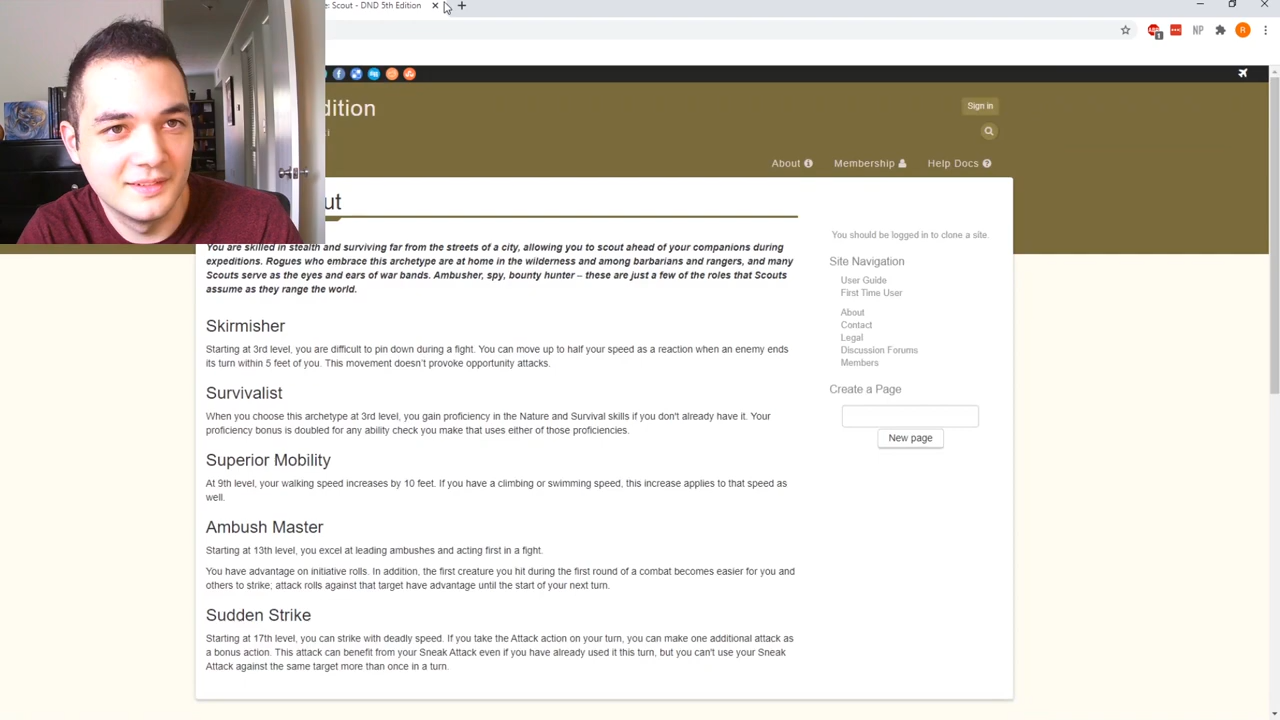 : Scout - DND 5th Edition
NP
R
Sign in
About
Membership
Help Docs
You should be logged in to clone a site.
You are skilled in stealth and surviving far from the streets of a city, allowing you to scout ahead of your companions during
expeditions. Rogues who embrace this archetype are at home in the wilderness and among barbarians and rangers, and many
Scouts serve as the eyes and ears of war bands. Ambusher, spy, bounty hunter – these are just a few of the roles that Scouts
assume as they range the world.
Skirmisher
Starting at 3rd level, you are difficult to pin down during a fight. You can move up to half your speed as a reaction when an enemy ends
its turn within 5 feet of you. This movement doesn't provoke opportunity attacks.
Survivalist
When you choose this archetype at 3rd level, you gain proficiency in the Nature and Survival skills if you don't already have it. Your
proficiency bonus is doubled for any ability check you make that uses either of those proficiencies.
Superior Mobility
At 9th level, your walking speed increases by 10 feet. If you have a climbing or swimming speed, this increase applies to that speed as
well.
Ambush Master
Starting at 13th level, you excel at leading ambushes and acting first in a fight.
You have advantage on initiative rolls. In addition, the first creature you hit during the first round of a combat becomes easier for you and
others to strike; attack rolls against that target have advantage until the start of your next turn.
Sudden Strike
Starting at 17th level, you can strike with deadly speed. If you take the Attack action on your turn, you can make one additional attack as
a bonus action. This attack can benefit from your Sneak Attack even if you have already used it this turn, but you can't use your Sneak
Attack against the same target more than once in a turn.
Site Navigation
User Guide
First Time User
About
Contact
Legal
Discussion Forums
Members
Create a Page
New page